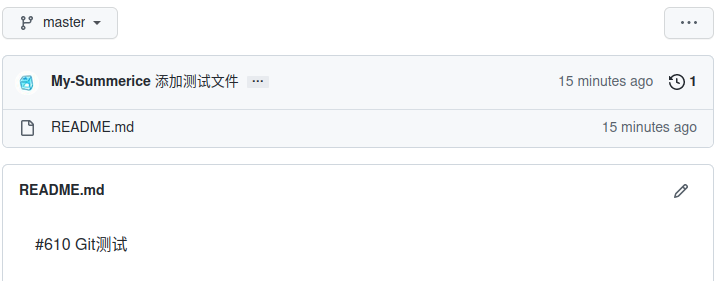 master
My-Summerice 添加测试文件 ··· 15 minutes ago 1
README.md 15 minutes ago
README.md
#610 Git测试